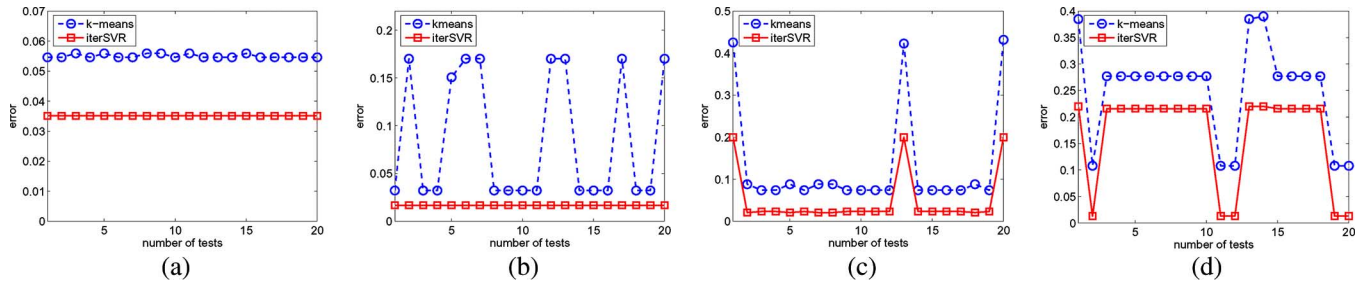 0.07
0.06
0.05
0.04
0.03
0.02
0.01
0
error
k-means
iterSVR
5
10
15
20
number of tests
(a)
0.2
0.15
0.1
0.05
0
error
kmeans
iterSVR
5
10
15
20
number of tests
(b)
0.5
0.4
0.3
0.2
0.1
0
error
kmeans
iterSVR
5
10
15
20
number of tests
(c)
0.4
0.35
0.3
0.25
0.2
0.15
0.1
0.05
0
error
k-means
iterSVR
5
10
15
20
number of tests
(d)